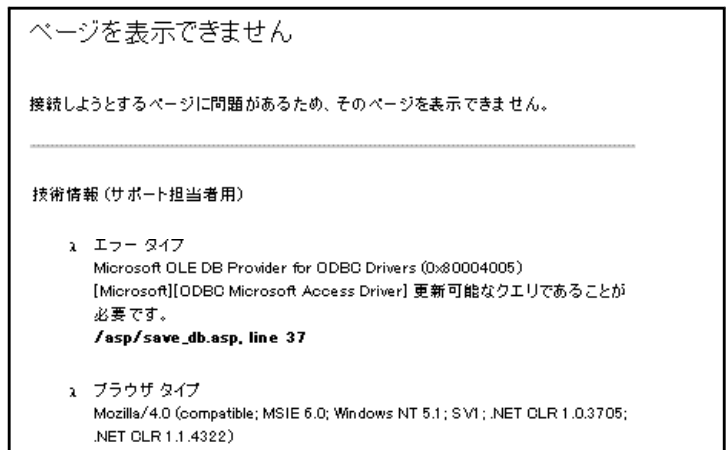 ページを表示できません
接続しようとするページに問題があるため、そのページを表示できません。
技術情報 (サポート担当者用)
λ エラー タイプ
Microsoft OLE DB Provider for ODBC Drivers (0x80004005)
[Microsoft][ODBC Microsoft Access Driver] 更新可能なクエリであることが
必要です。
/asp/save_db.asp, line 37
λ ブラウザ タイプ
Mozilla/4.0 (compatible; MSIE 6.0; Windows NT 5.1; SV1; .NET CLR 1.0.3705;
.NET CLR 1.1.4322)